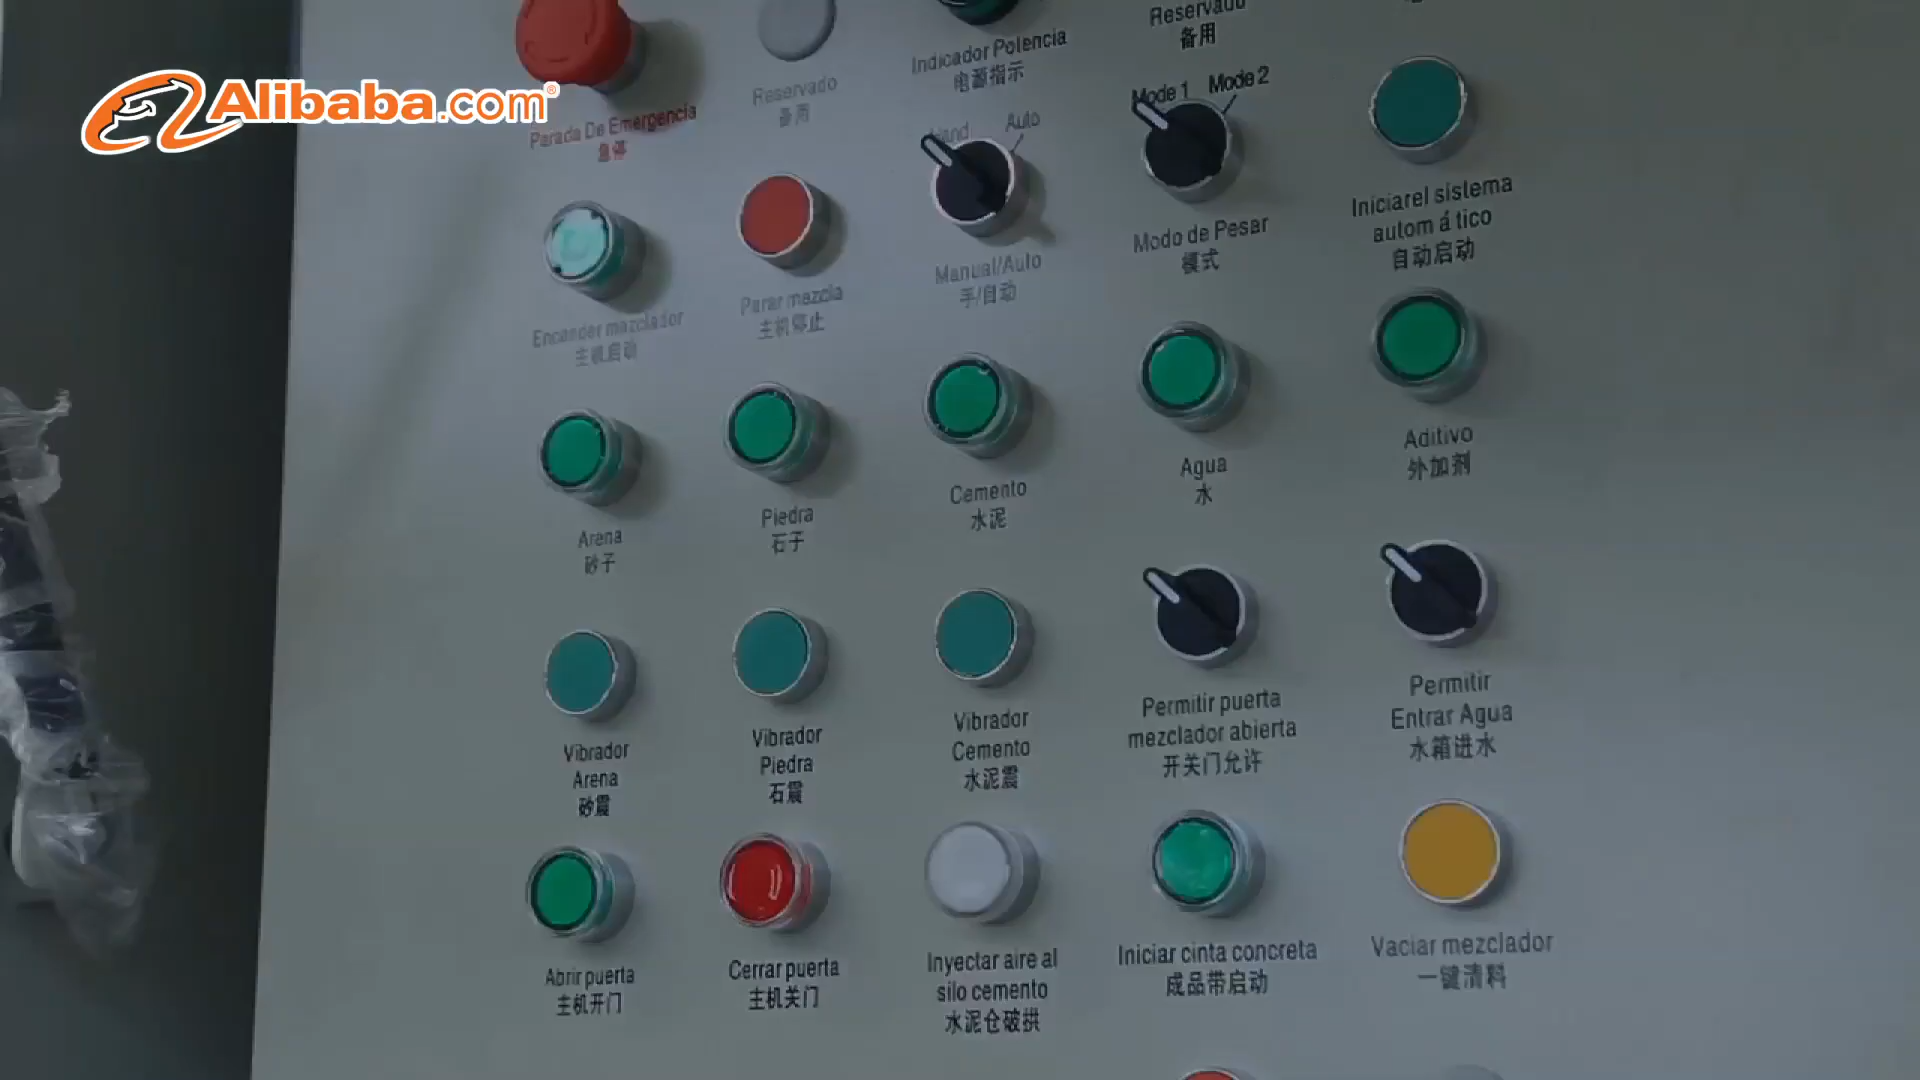 Alibaba.com®
Parada De Emergencia
急停
Reservado
备用
Indicador Potencia
电源指示
Reservado
备用
Auto
Mode 1 Mode 2
Encender mazclador
主机启动
Parar mezcla
主机停止
Manual/Auto
手/自动
Modo de Pesar
模式
Iniciarel sistema
autom á tico
自动启动
Arena
砂子
Piedra
石子
Cemento
水泥
Agua
水
Aditivo
外加剂
Vibrador
Arena
砂震
Vibrador
Piedra
石震
Vibrador
Cemento
水泥震
Permitir puerta
mezclador abierta
开关门允许
Permitir
Entrar Agua
水箱进水
Abrir puerta
主机开门
Cerrar puerta
主机关门
Inyectar aire al
silo cemento
水泥仓破拱
Iniciar cinta concreta
成品带启动
Vaciar mezclador
一键清料